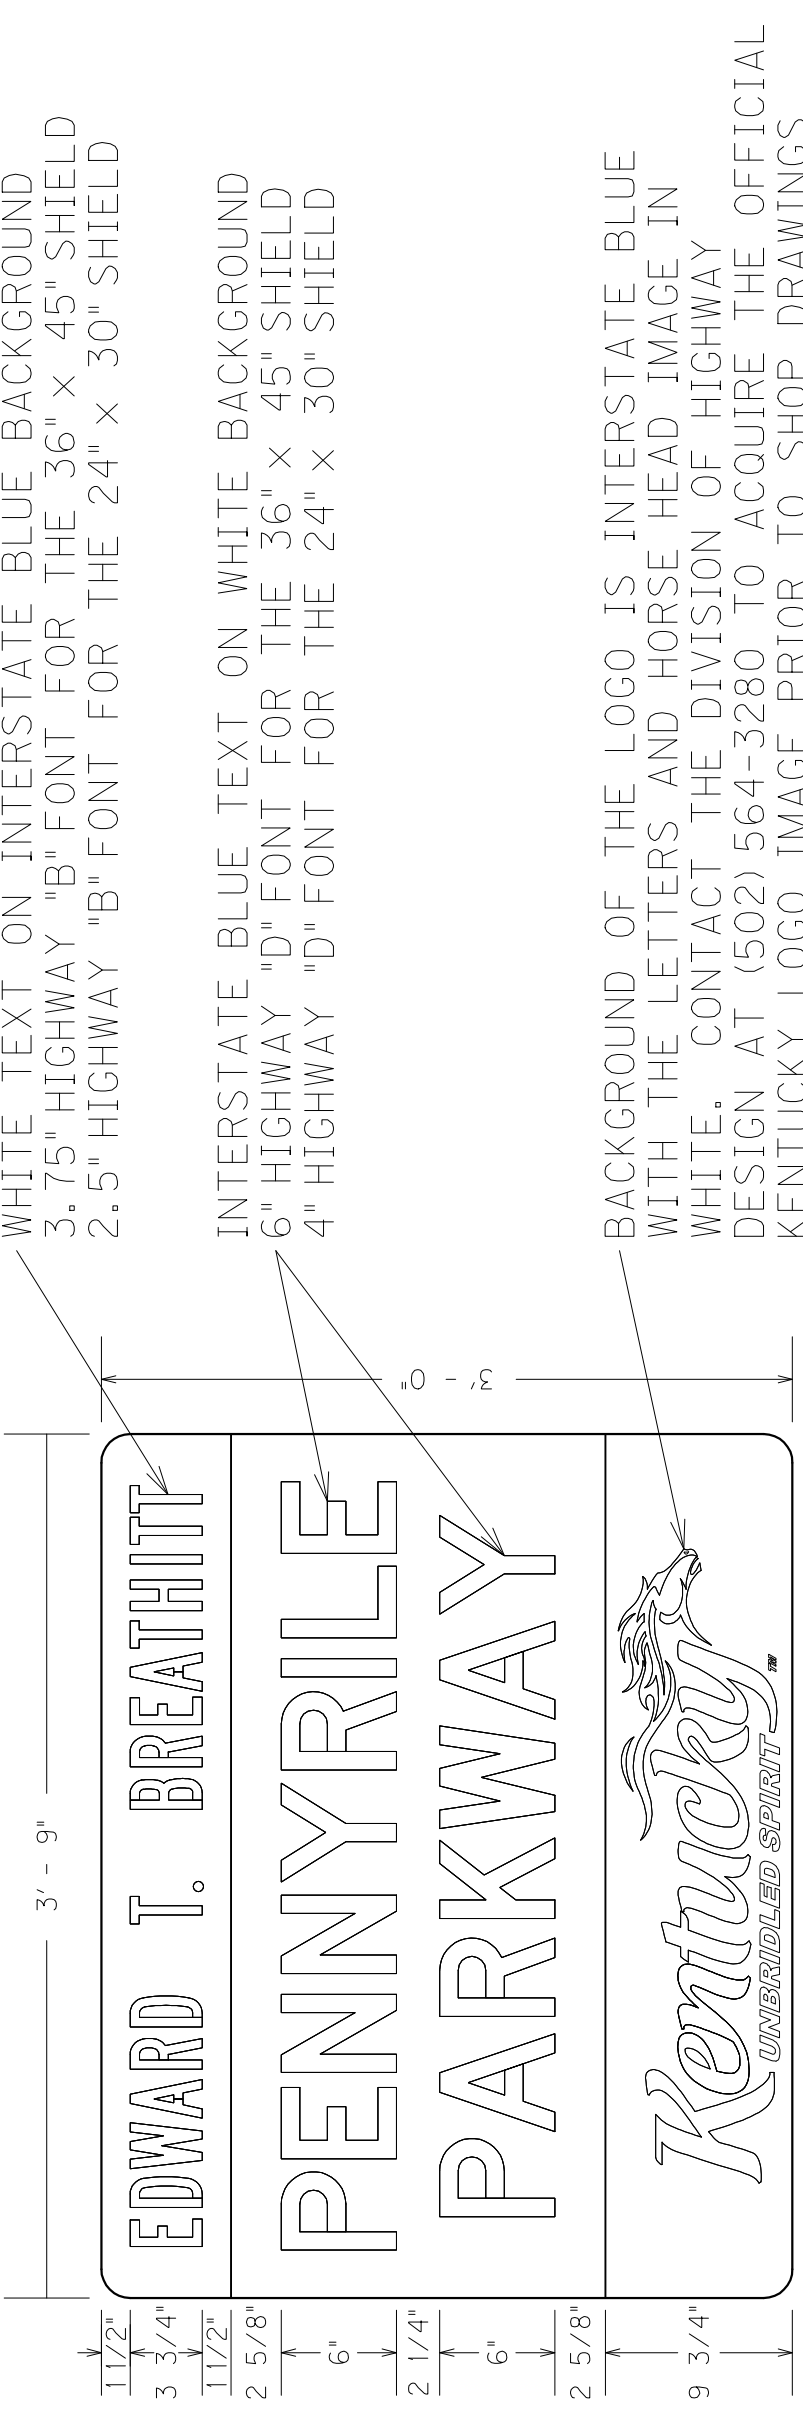 WHITE TEXT ON INTERSTATE BLUE BACKGROUND
3.75" HIGHWAY "B" FONT FOR THE 36" x 45" SHIELD
2.5" HIGHWAY "B" FONT FOR THE 24" x 30" SHIELD
INTERSTATE BLUE TEXT ON WHITE BACKGROUND
6" HIGHWAY "D" FONT FOR THE 36" x 45" SHIELD
4" HIGHWAY "D" FONT FOR THE 24" x 30" SHIELD
BACKGROUND OF THE LOGO IS INTERSTATE BLUE
WITH THE LETTERS AND HORSE HEAD IMAGE IN
WHITE. CONTACT THE DIVISION OF HIGHWAY
DESIGN AT (502) 564-3280 TO ACQUIRE THE OFFICIAL
KENTUCKY LOGO IMAGE PRIOR TO SHOP DRAWINGS
3' - 9"
3' - 0"
EDWARD T. BREATHITT
PENNYRILE
PARKWAY
Kentucky
UNBRIDLED SPIRIT
TM
1 1/2"
3 3/4"
1 1/2"
2 5/8"
6"
2 1/4"
6"
2 5/8"
9 3/4"